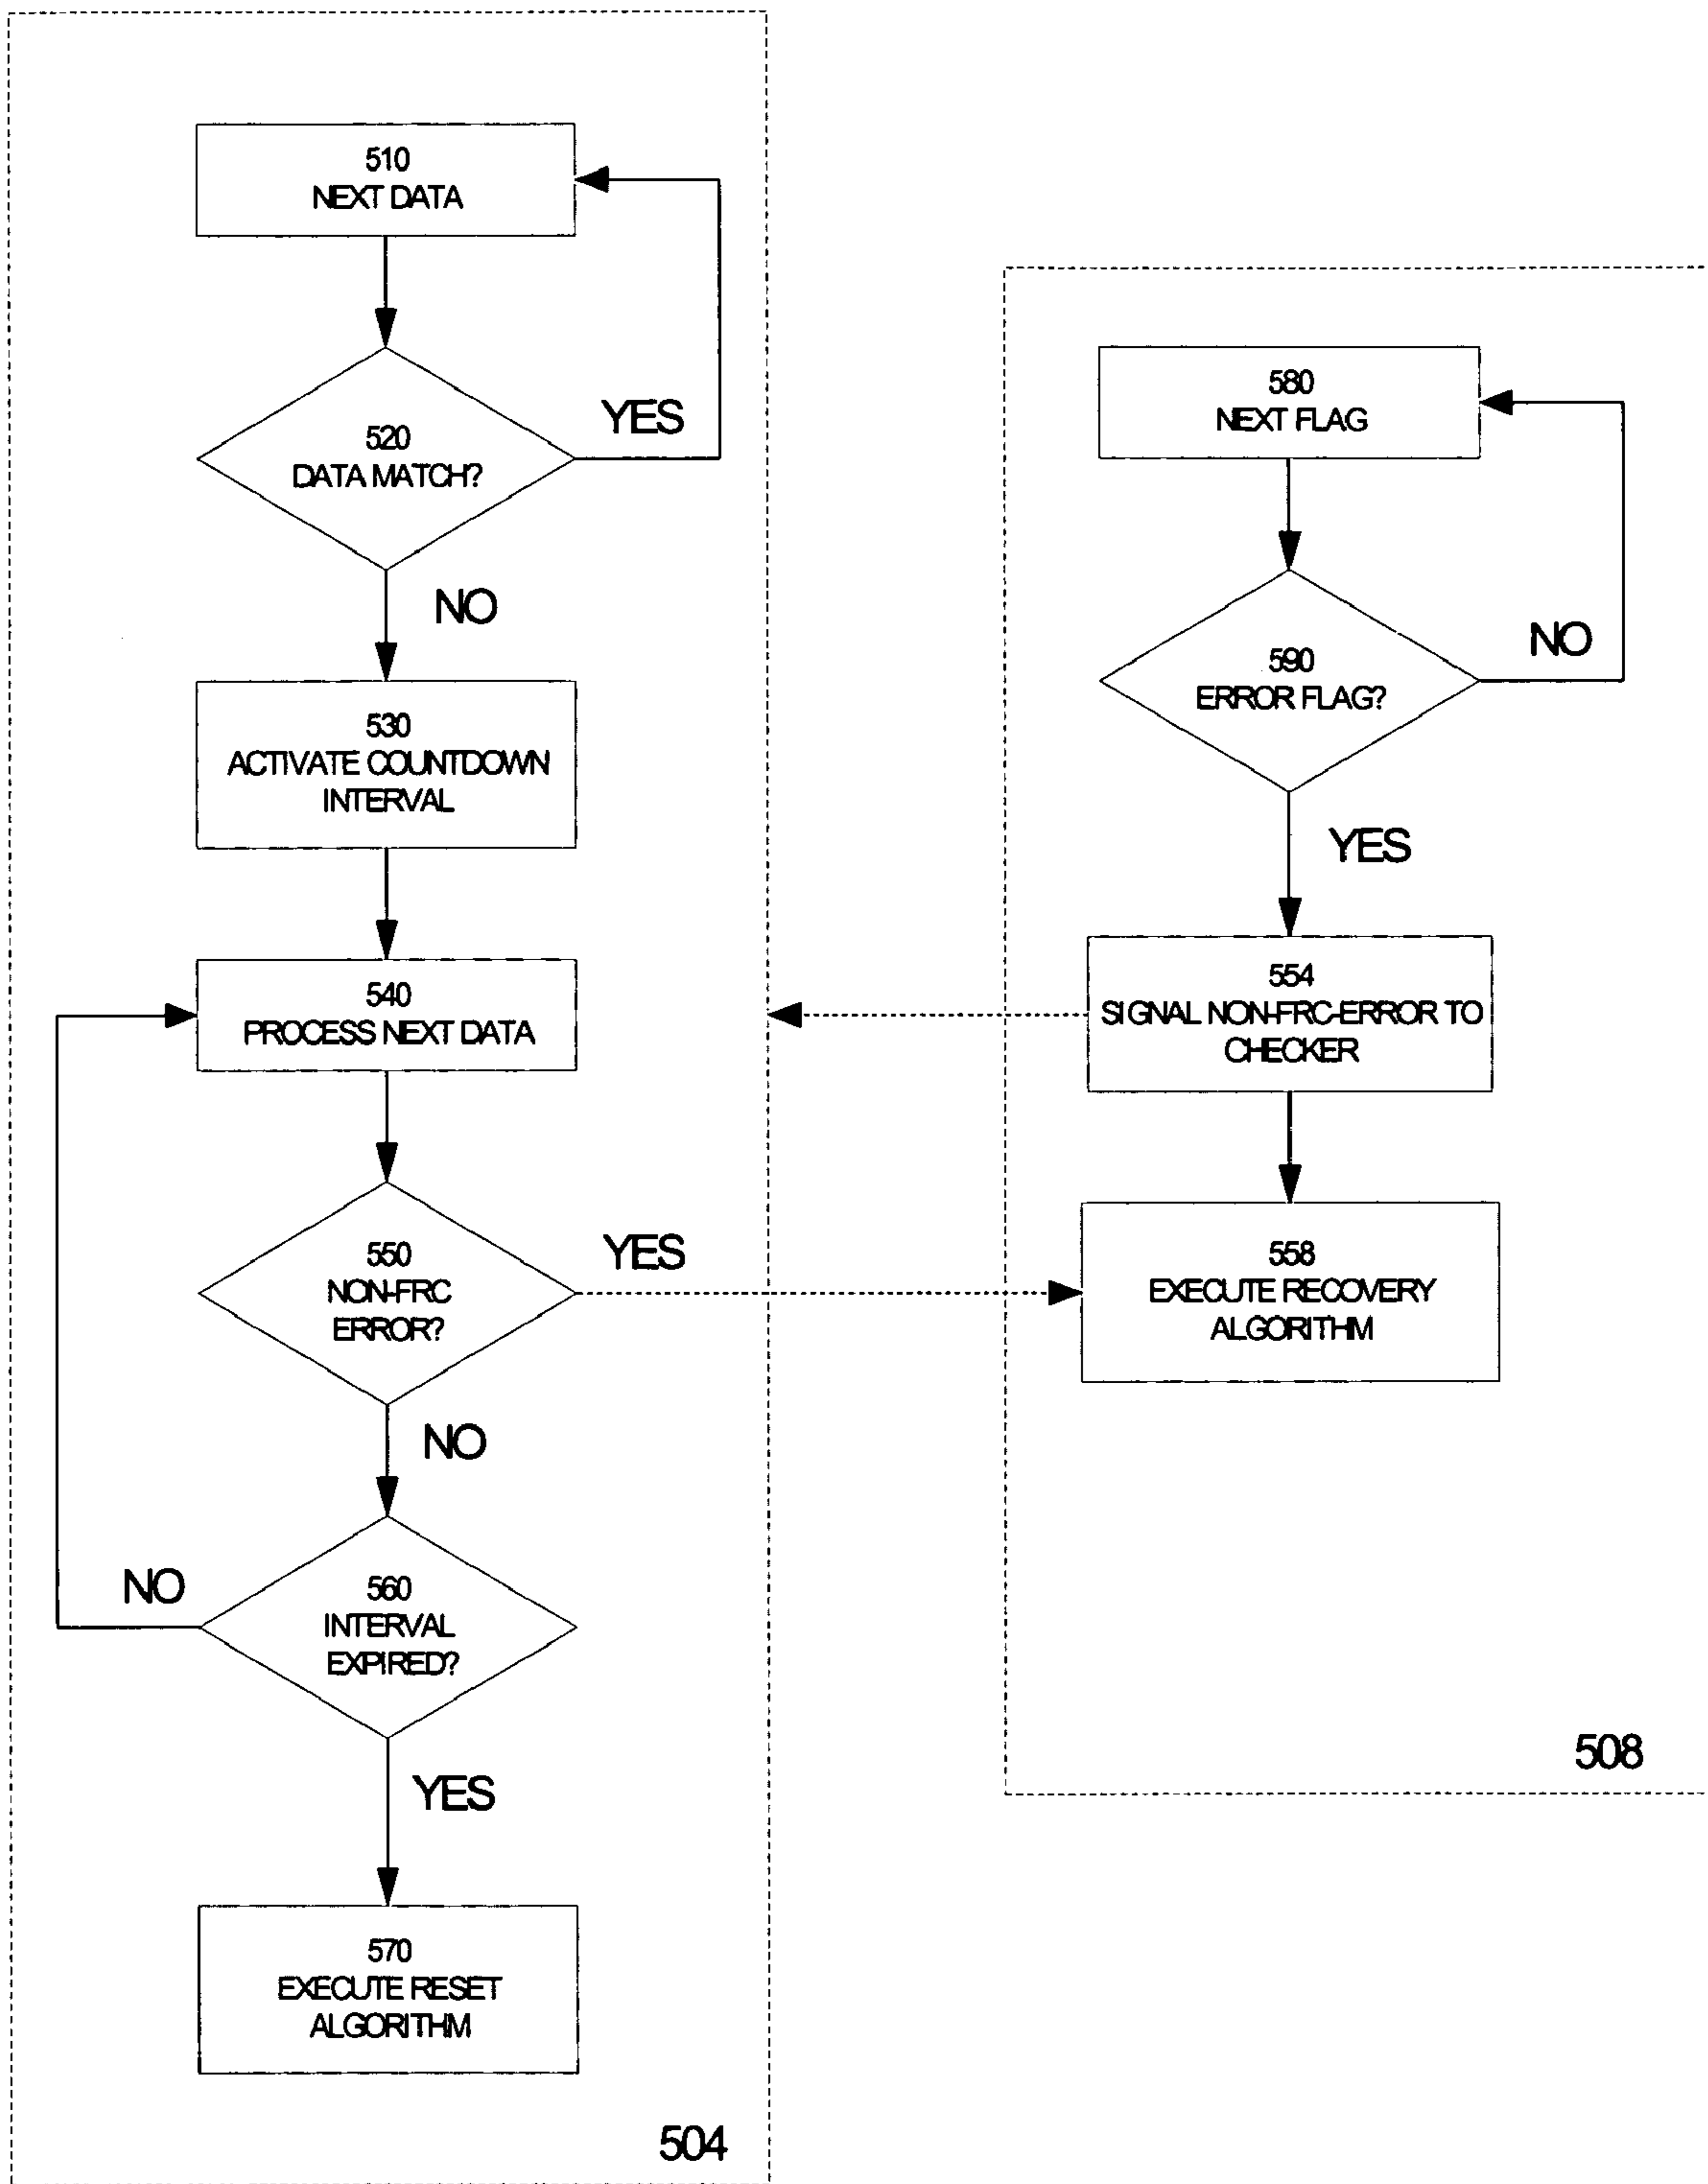 510
NEXT DATA
520
DATA MATCH?
YES
NO
530
ACTIVATE COUNTDOWN
INTERVAL
540
PROCESS NEXT DATA
550
NON-FRC
ERROR?
YES
NO
560
INTERVAL
EXPIRED?
NO
YES
570
EXECUTE RESET
ALGORITHM
504
580
NEXT FLAG
590
ERROR FLAG?
NO
YES
554
SIGNAL NON-FRC-ERROR TO
CHECKER
558
EXECUTE RECOVERY
ALGORITHM
508